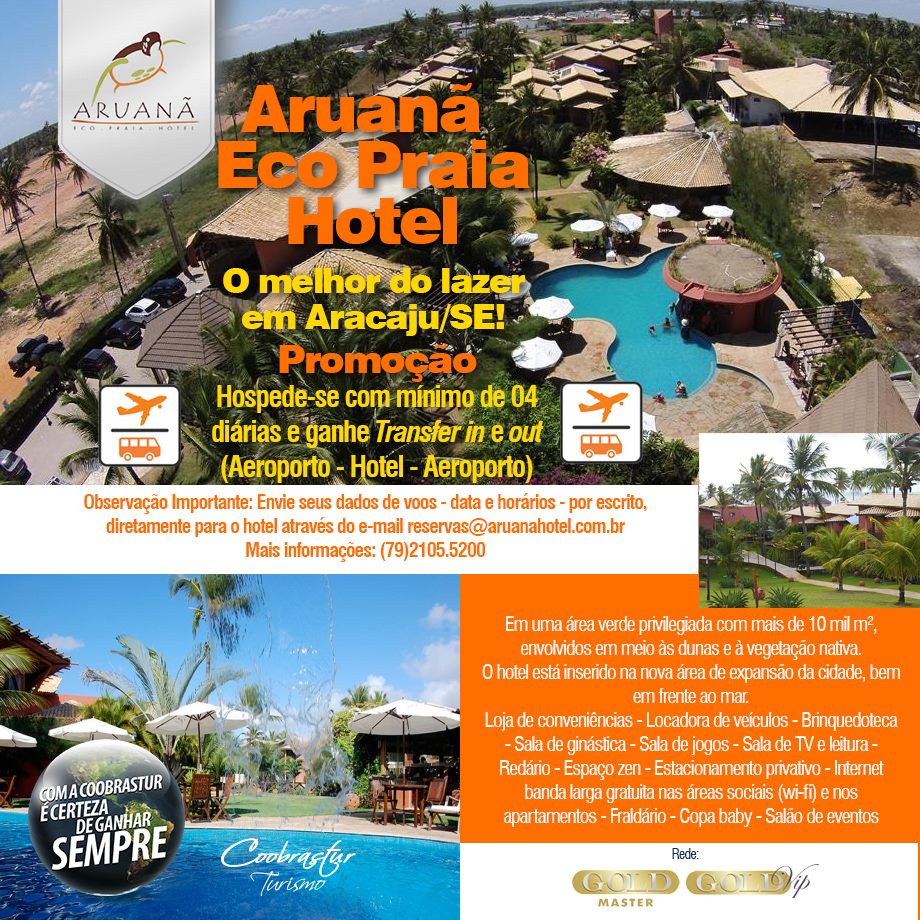 ARUANÃ
ECO · PRAIA · HOTEL
Aruanã
Eco Praia
Hotel
O melhor do lazer
em Aracaju/SE!
Promoção
Hospede-se com mínimo de 04
diárias e ganhe Transfer in e out
(Aeroporto - Hotel - Aeroporto)
Observação Importante: Envie seus dados de voos - data e horários - por escrito,
diretamente para o hotel através do e-mail reservas@aruanahotel.com.br
Mais informações: (79)2105.5200
Em uma área verde privilegiada com mais de 10 mil m²,
envolvidos em meio às dunas e à vegetação nativa.
O hotel está inserido na nova área de expansão da cidade, bem
em frente ao mar.
Loja de conveniências - Locadora de veículos - Brinquedoteca
- Sala de ginástica - Sala de jogos - Sala de TV e leitura -
Redário - Espaço zen - Estacionamento privativo - Internet
banda larga gratuita nas áreas sociais (wi-fi) e nos
apartamentos - Fraldário - Copa baby - Salão de eventos
COM A COOBRASTUR
É CERTEZA
DE GANHAR
SEMPRE
Coobrastur
Turismo
Rede:
GOLD
MASTER
GOLD Vip